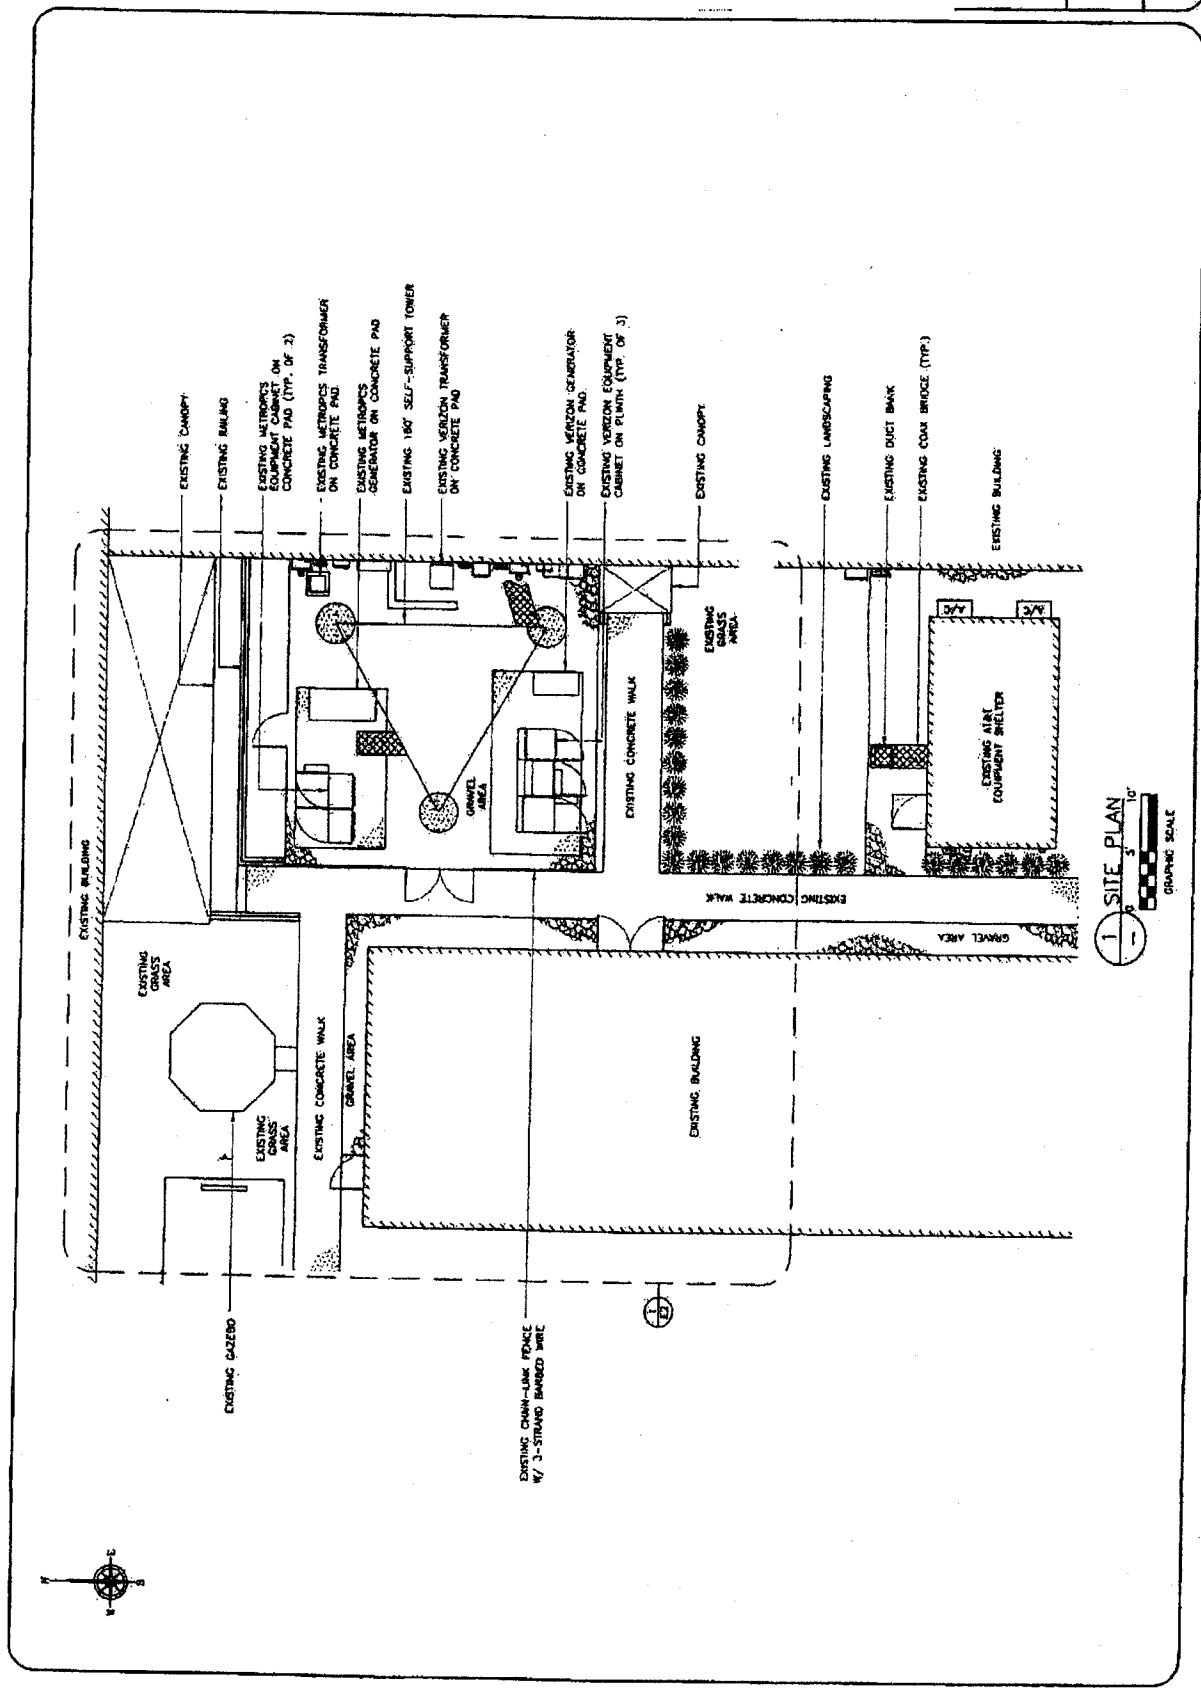 EXISTING CANOPY
EXISTING RAILING
EXISTING METROPCS
EQUIPMENT CABINET ON
CONCRETE PAD (TYP. OF 2)
EXISTING METROPCS TRANSFORMER
ON CONCRETE PAD
EXISTING METROPCS
GENERATOR ON CONCRETE PAD
EXISTING 180' SELF-SUPPORT TOWER
EXISTING VERIZON TRANSFORMER
ON CONCRETE PAD
EXISTING VERIZON GENERATOR
ON CONCRETE PAD
EXISTING VERIZON EQUIPMENT
CABINET ON PLINTH (TYP. OF 3)
EXISTING CANOPY
EXISTING LANDSCAPING
EXISTING DUCT BANK
EXISTING COAX BRIDGE (TYP.)
EXISTING BUILDING
EXISTING BUILDING
EXISTING
GRASS
AREA
EXISTING
GRASS
AREA
EXISTING CONCRETE WALK
GRAVEL AREA
GRAVEL
AREA
EXISTING CONCRETE WALK
EXISTING
GRASS
AREA
EXISTING CONCRETE WALK
GRAVEL AREA
EXISTING BUILDING
A/C
A/C
EXISTING AT&T
EQUIPMENT SHELTER
EXISTING GAZEBO
EXISTING CHAIN-LINK FENCE
W/ 3-STRAND BARBED WIRE
N
E
S
W
1
1
SITE PLAN
0 5' 10'
GRAPHIC SCALE